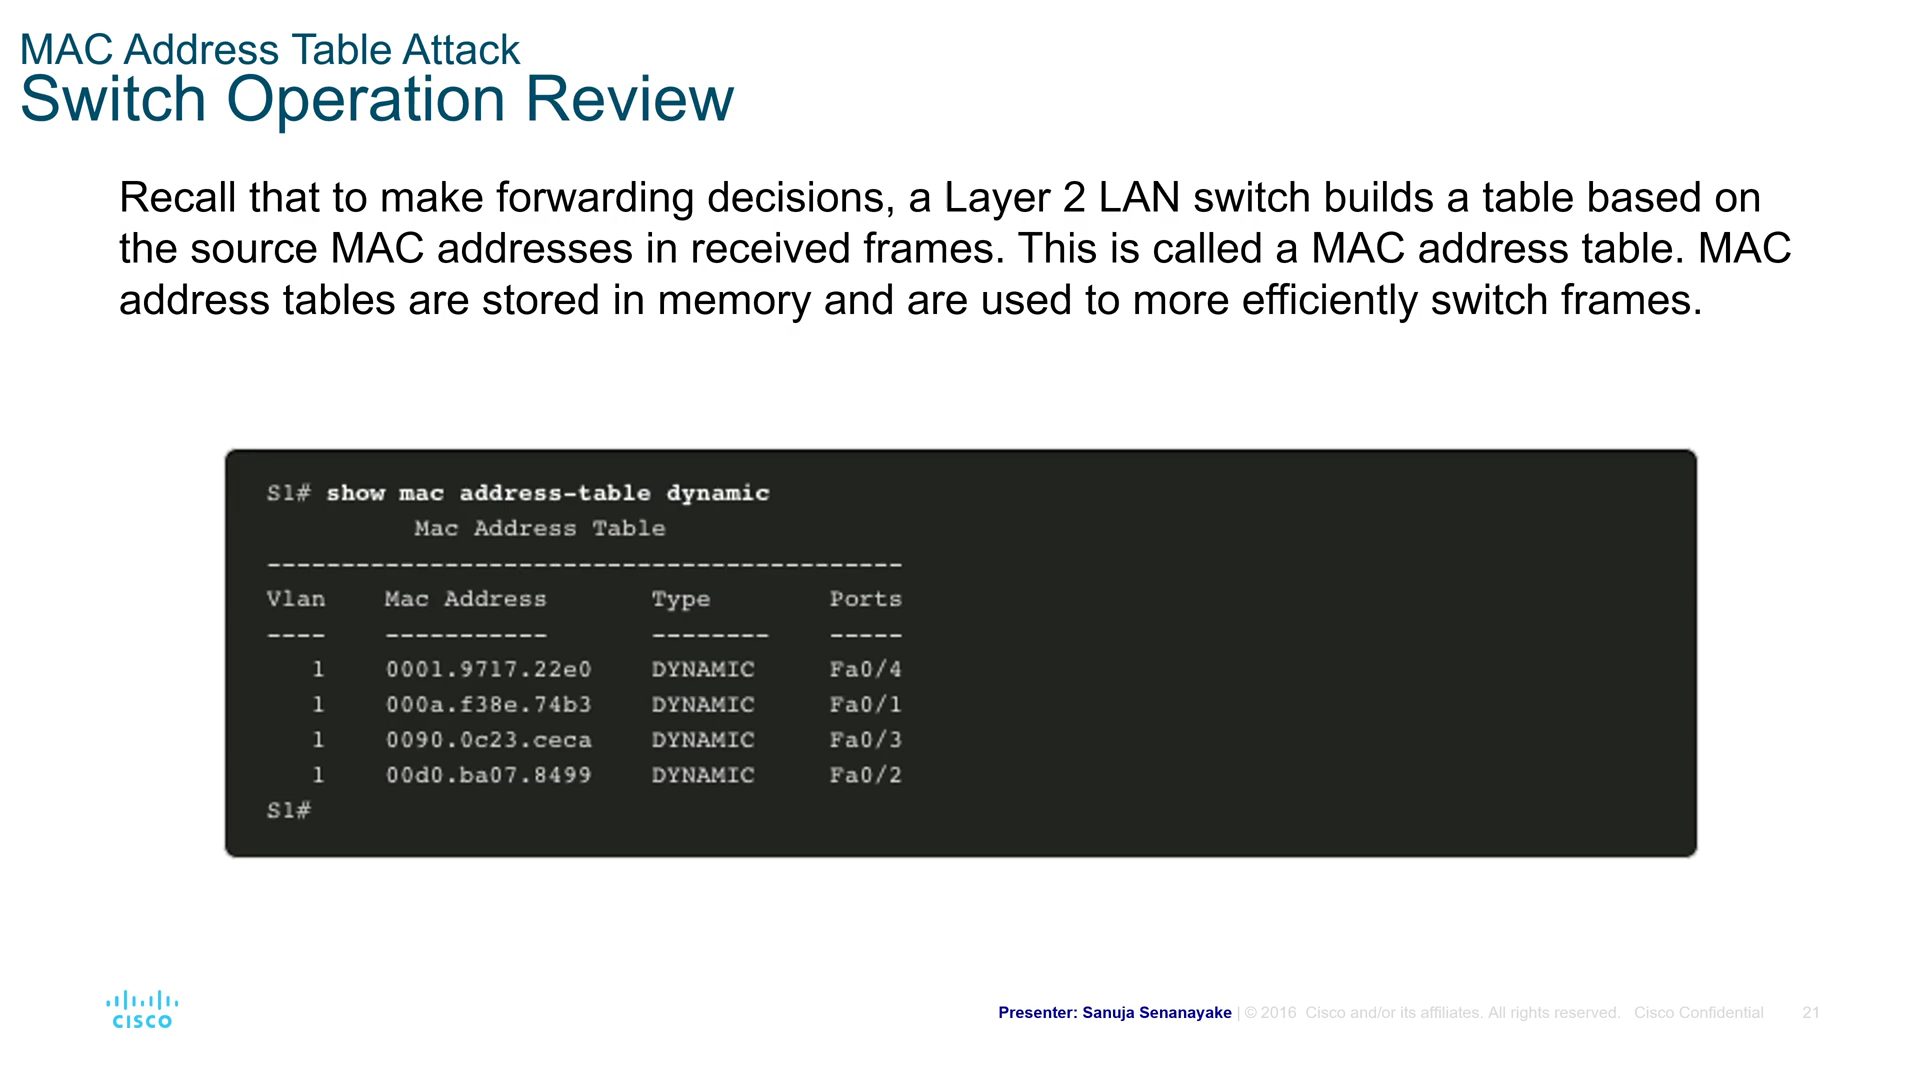 MAC Address Table Attack
Switch Operation Review
Recall that to make forwarding decisions, a Layer 2 LAN switch builds a table based on
the source MAC addresses in received frames. This is called a MAC address table. MAC
address tables are stored in memory and are used to more efficiently switch frames.
S1# show mac address-table dynamic
Mac Address Table
-------------------------------------------
Vlan    Mac Address       Type        Ports
----    -----------       --------    -----
1    0001.9717.22e0    DYNAMIC     Fa0/4
1    000a.f38e.74b3    DYNAMIC     Fa0/1
1    0090.0c23.ceca    DYNAMIC     Fa0/3
1    00d0.ba07.8499    DYNAMIC     Fa0/2
S1#
CISCO
Presenter: Sanuja Senanayake | © 2016 Cisco and/or its affiliates. All rights reserved. Cisco Confidential 21